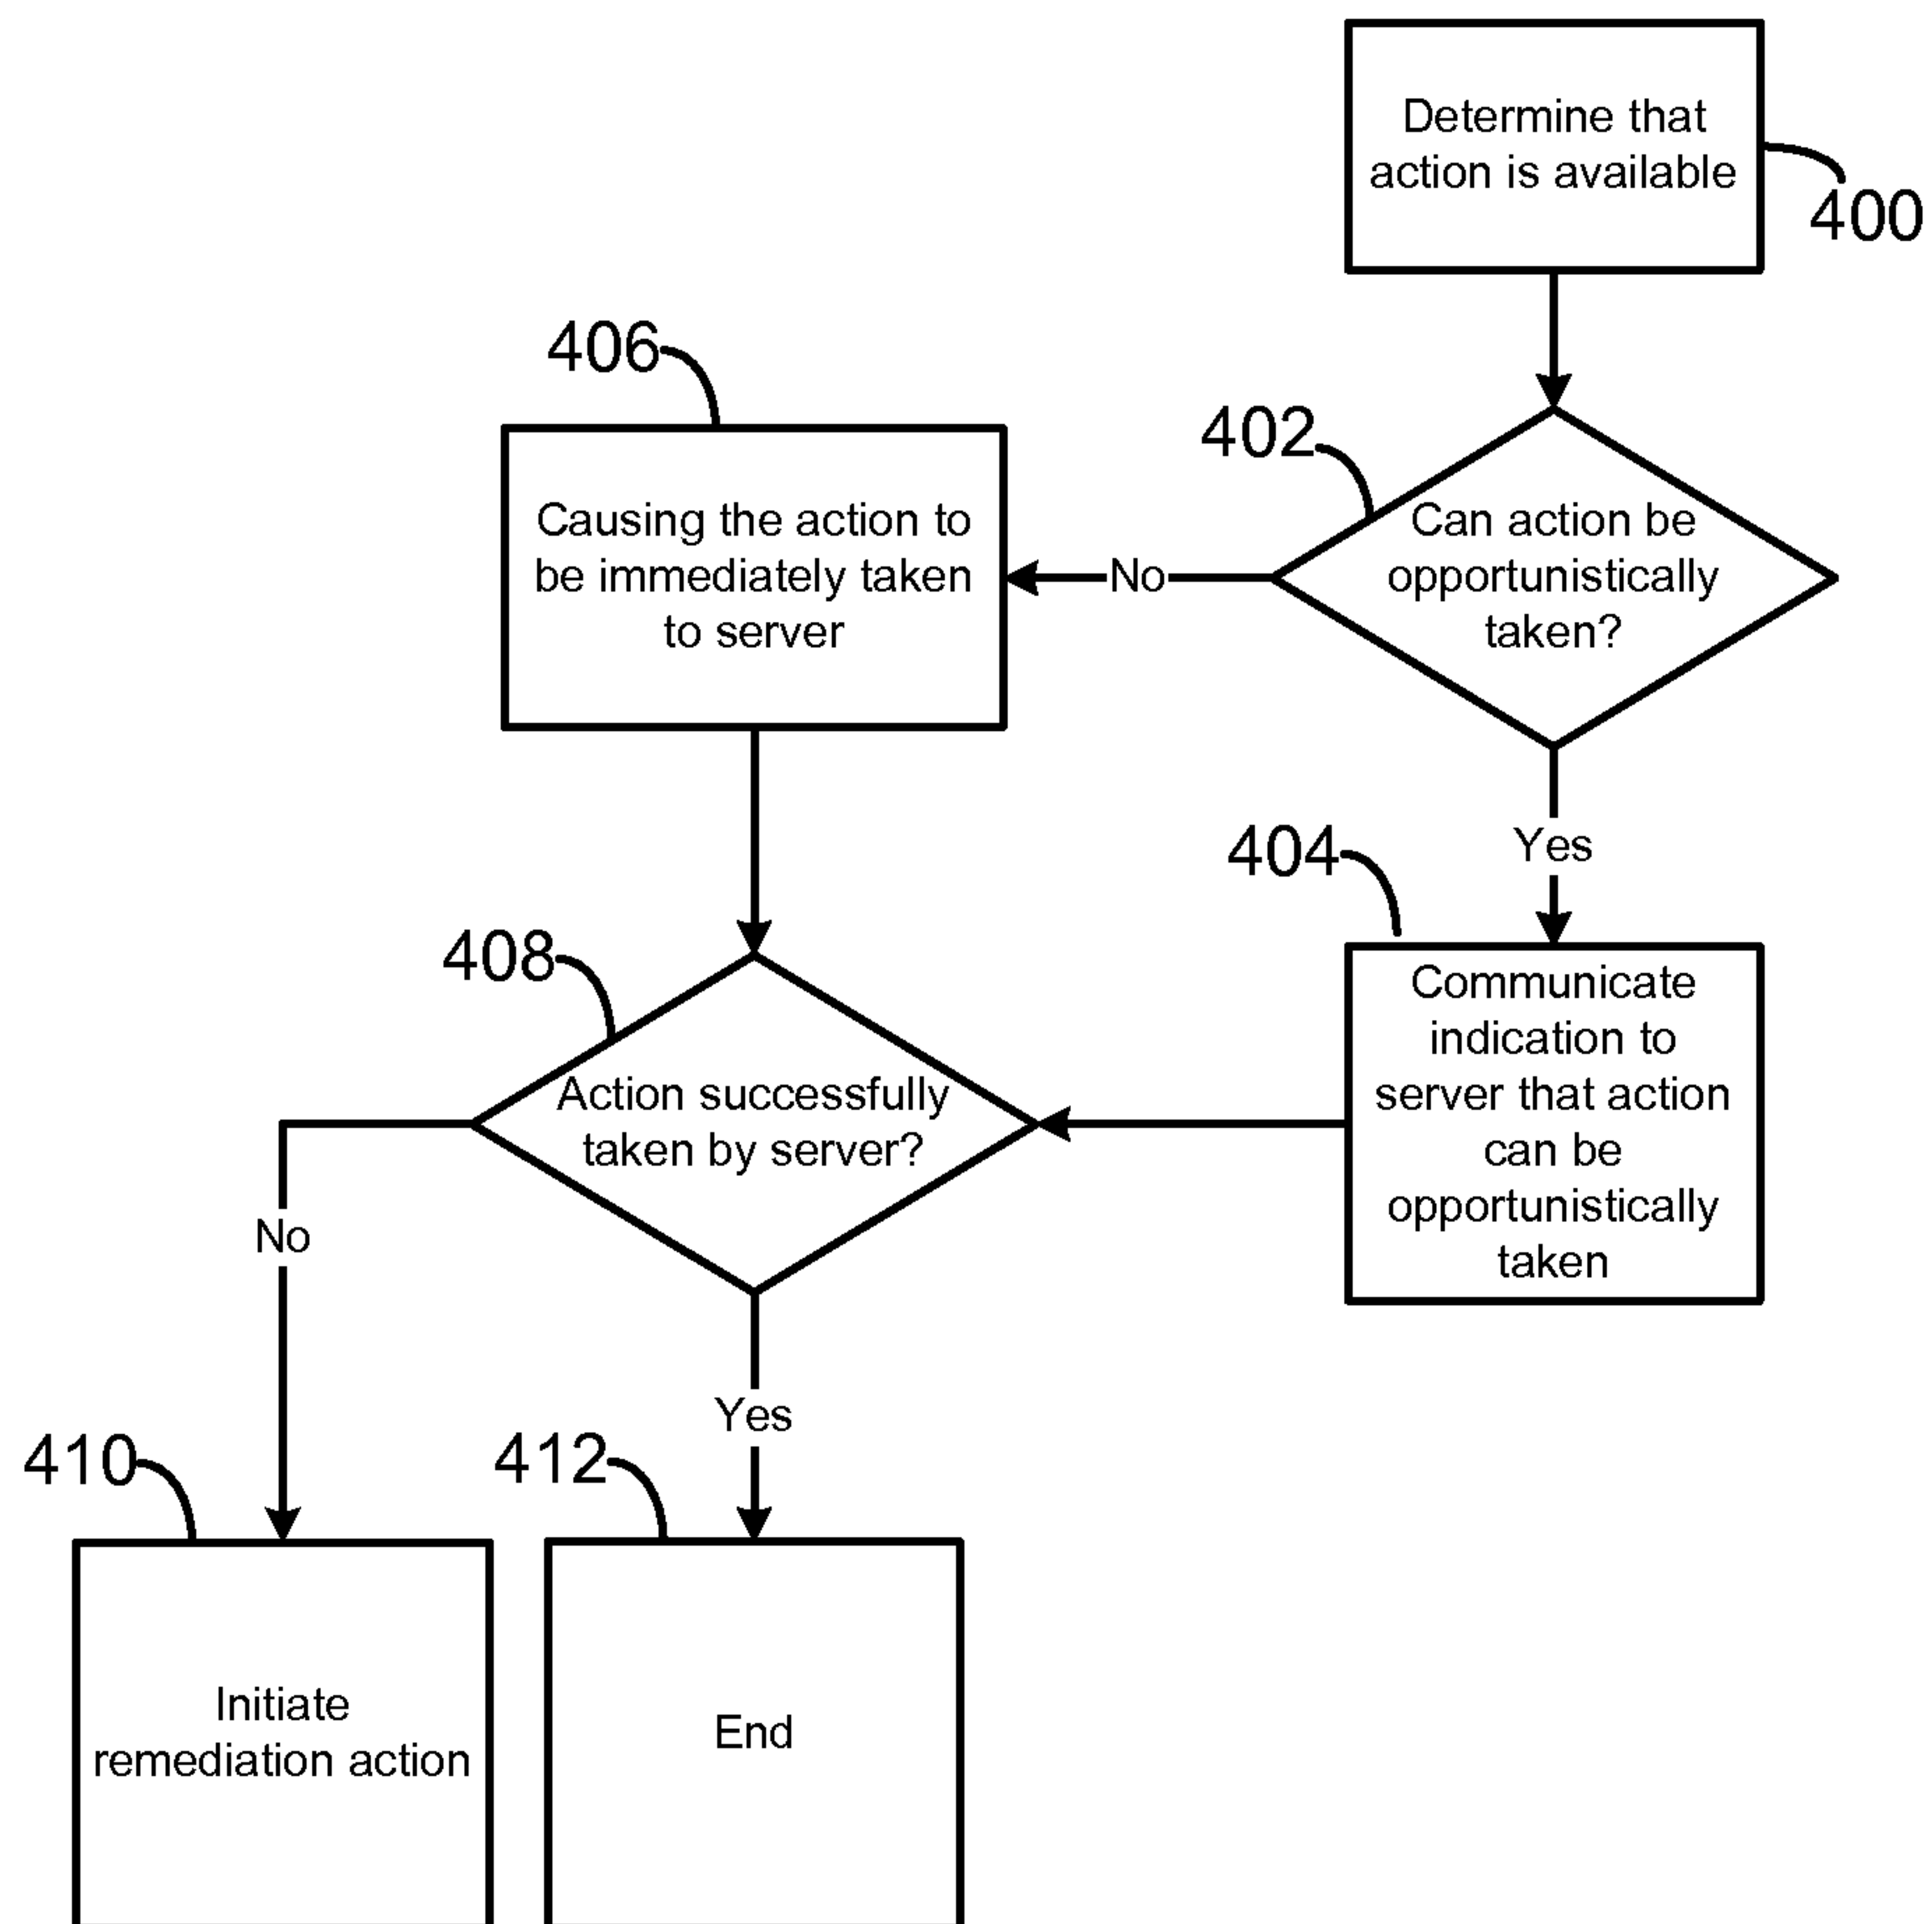 Determine that
action is available
400
406
402
Causing the action to
be immediately taken
to server
No
Can action be
opportunistically
taken?
Yes
404
408
Communicate
indication to
server that action
can be
opportunistically
taken
Action successfully
taken by server?
No
Yes
410
412
Initiate
remediation action
End